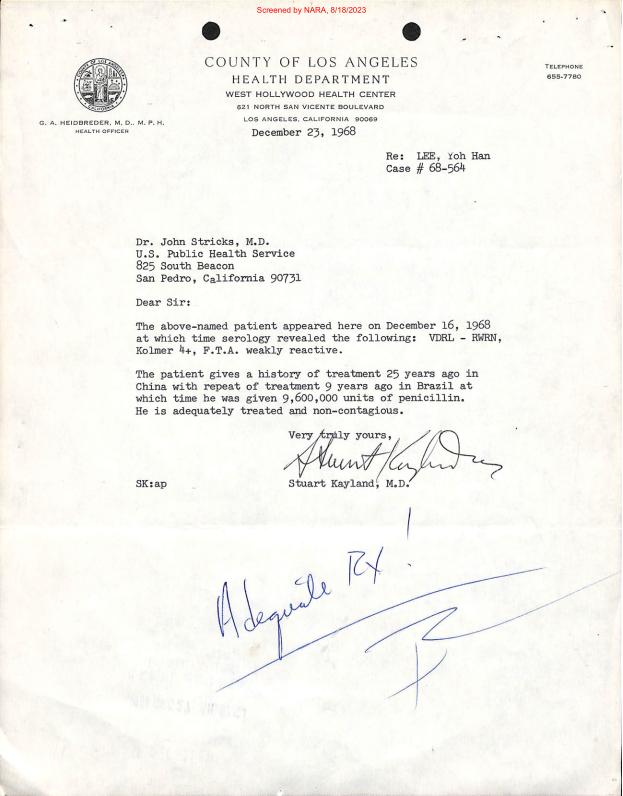 Screened by NARA, 8/18/2023
COUNTY OF LOS ANGELES
HEALTH DEPARTMENT
WEST HOLLYWOOD HEALTH CENTER
621 NORTH SAN VICENTE BOULEVARD
LOS ANGELES, CALIFORNIA 90069
TELEPHONE
655-7780
G. A. HEIDBREDER, M. D., M. P. H.
HEALTH OFFICER
December 23, 1968
Re: LEE, Yoh Han
Case # 68-564
Dr. John Stricks, M.D.
U.S. Public Health Service
825 South Beacon
San Pedro, California 90731
Dear Sir:
The above-named patient appeared here on December 16, 1968
at which time serology revealed the following: VDRL - RWRN,
Kolmer 4+, F.T.A. weakly reactive.
The patient gives a history of treatment 25 years ago in
China with repeat of treatment 9 years ago in Brazil at
which time he was given 9,600,000 units of penicillin.
He is adequately treated and non-contagious.
Very truly yours,
SK:ap
Stuart Kayland, M.D.
Adequate Rx!